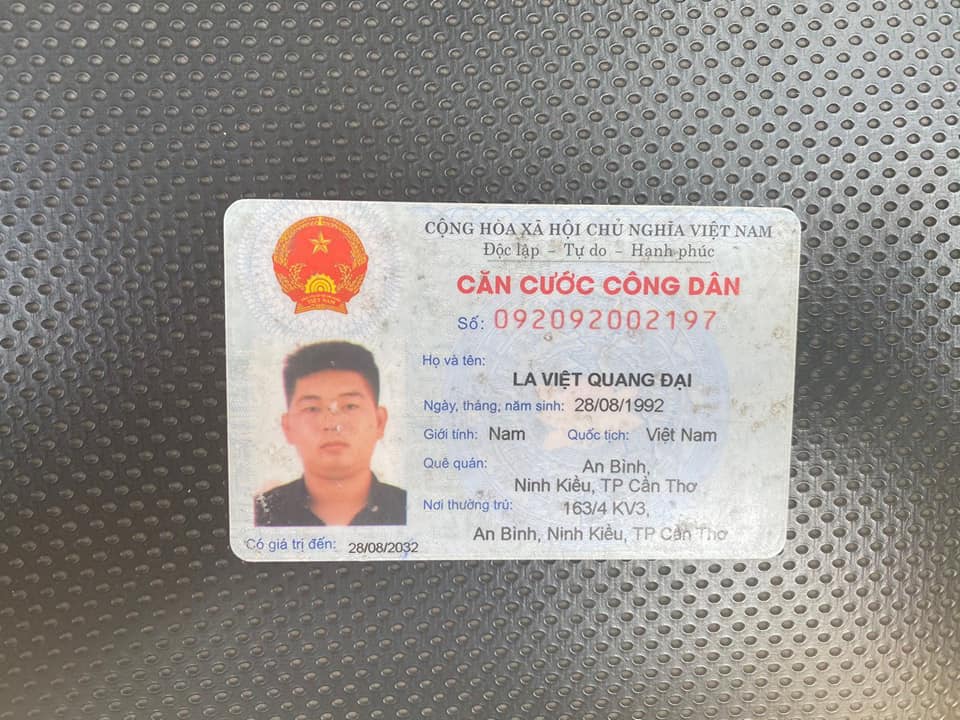 CỘNG HÒA XÃ HỘI CHỦ NGHĨA VIỆT NAM
Độc lập - Tự do - Hạnh phúc
CĂN CƯỚC CÔNG DÂN
Số: 092092002197
Họ và tên:
LA VIỆT QUANG ĐẠI
Ngày, tháng, năm sinh: 28/08/1992
Giới tính: Nam Quốc tịch: Việt Nam
Quê quán: An Bình,
Ninh Kiều, TP Cần Thơ
Nơi thường trú: 163/4 KV3,
An Bình, Ninh Kiều, TP Cần Thơ
Có giá trị đến: 28/08/2032